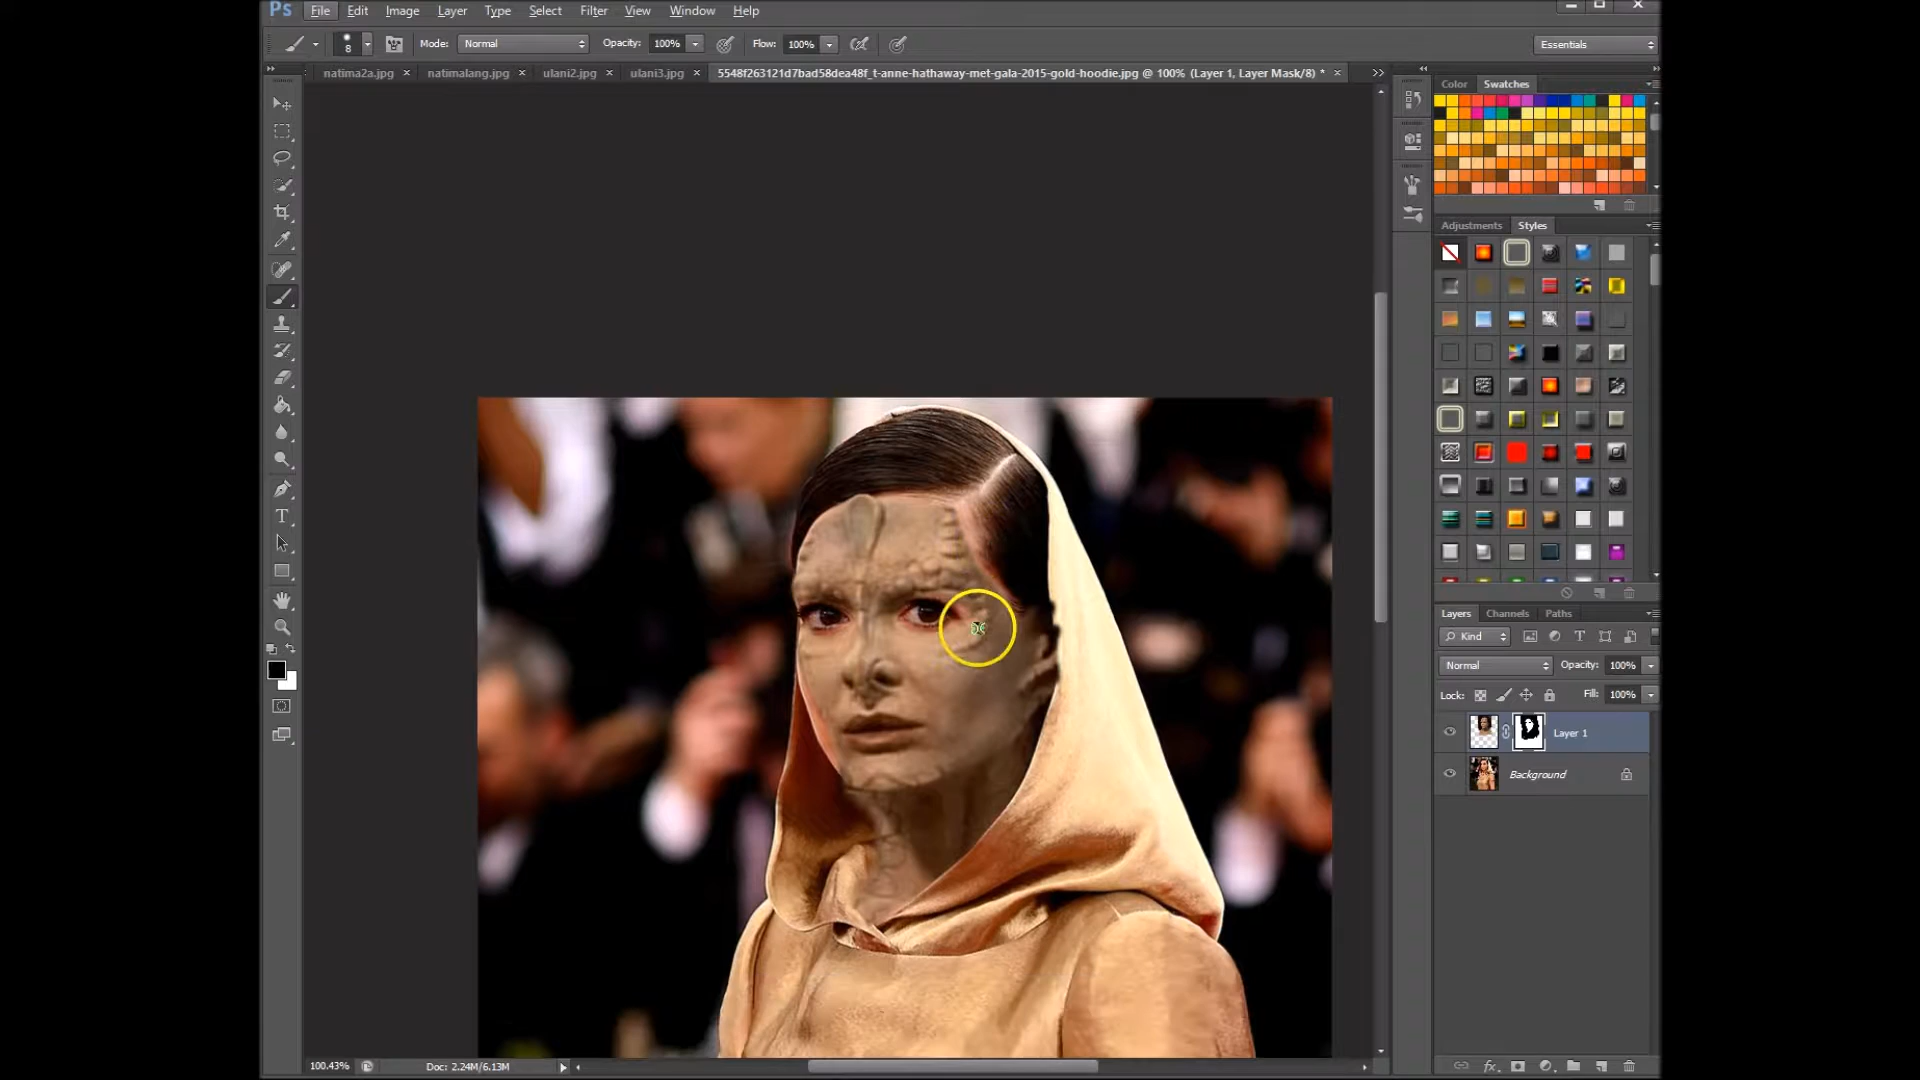 Ps File Edit Image Layer Type Select Filter View Window Help
8 Mode: Normal Opacity: 100% Flow: 100% Essentials
natima2a.jpg × natimalang.jpg × ulani2.jpg × ulani3.jpg × 5548f263121d7bad58dea48f_t-anne-hathaway-met-gala-2015-gold-hoodie.jpg @ 100% (Layer 1, Layer Mask/8) * ×
Color Swatches
Adjustments Styles
Layers Channels Paths
Kind
Normal Opacity: 100%
Lock: Fill: 100%
Layer 1
Background
100.43% Doc: 2.24M/6.13M